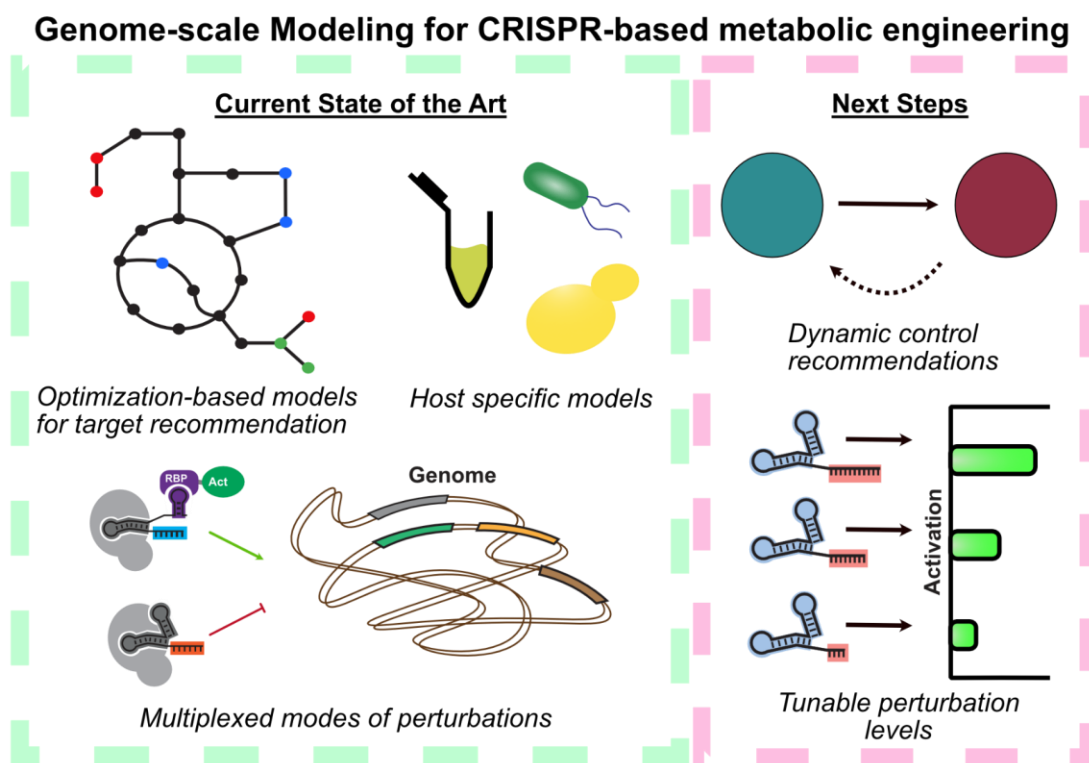 Genome-scale Modeling for CRISPR-based metabolic engineering
Current State of the Art
Optimization-based models
for target recommendation
Host specific models
RBP
Act
Genome
Multiplexed modes of perturbations
Next Steps
Dynamic control
recommendations
Activation
Tunable perturbation
levels